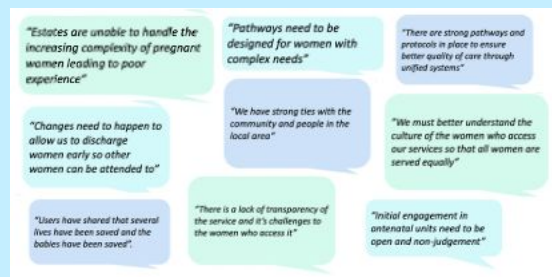 "Estates are unable to handle the
increasing complexity of pregnant
women leading to poor
experience"
"Pathways need to be
designed for women with
complex needs"
"There are strong pathways and
protocols in place to ensure
better quality of care through
unified systems"
"Changes need to happen to
allow us to discharge
women early so other
women can be attended to"
"We have strong ties with the
community and people in the
local area"
"We must better understand the
culture of the women who access
our services so that all women are
served equally"
"Users have shared that several
lives have been saved and the
babies have been saved".
"There is a lack of transparency of
the service and it's challenges to
the women who access it"
"Initial engagement in
antenatal units need to be
open and non-judgement"